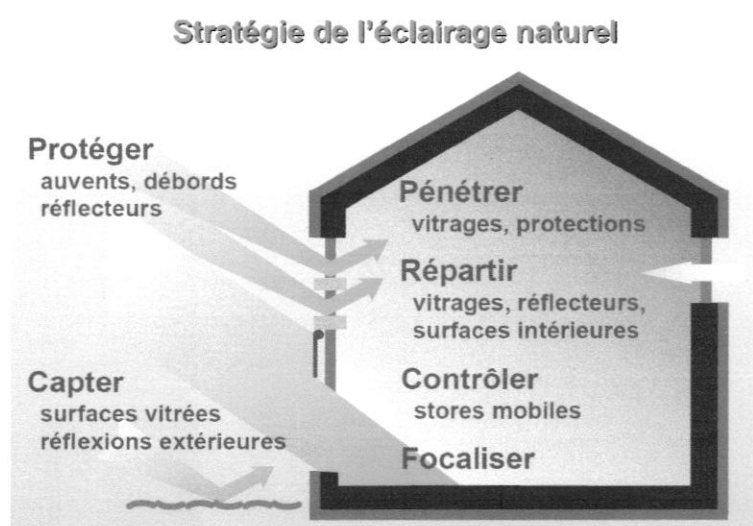 Stratégie de l'éclairage naturel
Protéger
auvents, débords
réflecteurs
Capter
surfaces vitrées
réflexions extérieures
Pénétrer
vitrages, protections
Répartir
vitrages, réflecteurs,
surfaces intérieures
Contrôler
stores mobiles
Focaliser